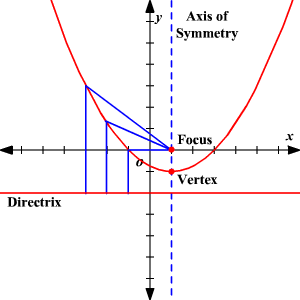 y
Axis of
Symmetry
x
Focus
o
Vertex
Directrix